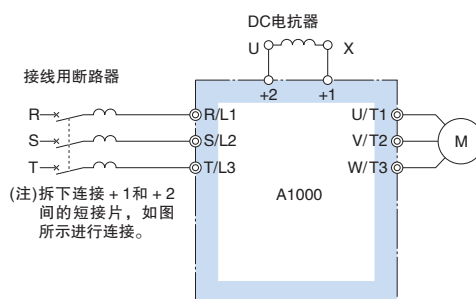 DC电抗器
U X
接线用断路器
+2 +1
R R/L1 U/T1
S S/L2 V/T2 M
T T/L3 W/T3
(注)拆下连接 + 1和 + 2
间的短接片，如图
所示进行连接。
A1000